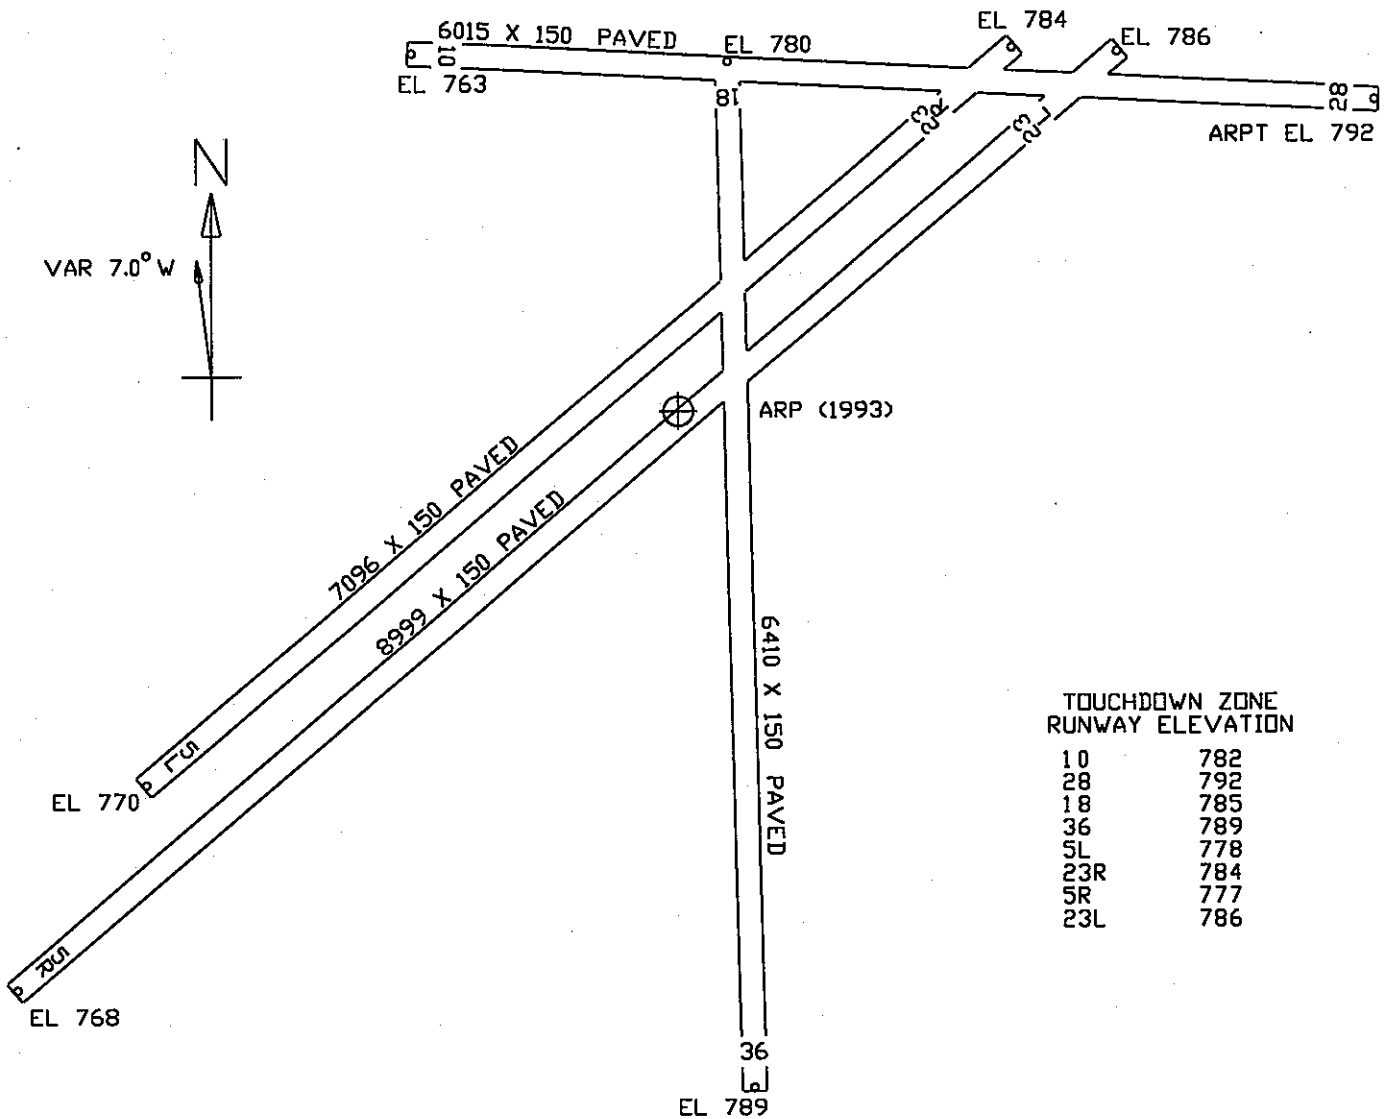 6015 X 150 PAVED
EL 780
EL 784
EL 786
10
EL 763
18
28
ARPT EL 792
23R
23L
N
VAR 7.0° W
ARP (1993)
7096 X 150 PAVED
8999 X 150 PAVED
6410 X 150 PAVED
5L
EL 770
5R
EL 768
36
EL 789
TOUCHDOWN ZONE
RUNWAY ELEVATION
10 782
28 792
18 785
36 789
5L 778
23R 784
5R 777
23L 786